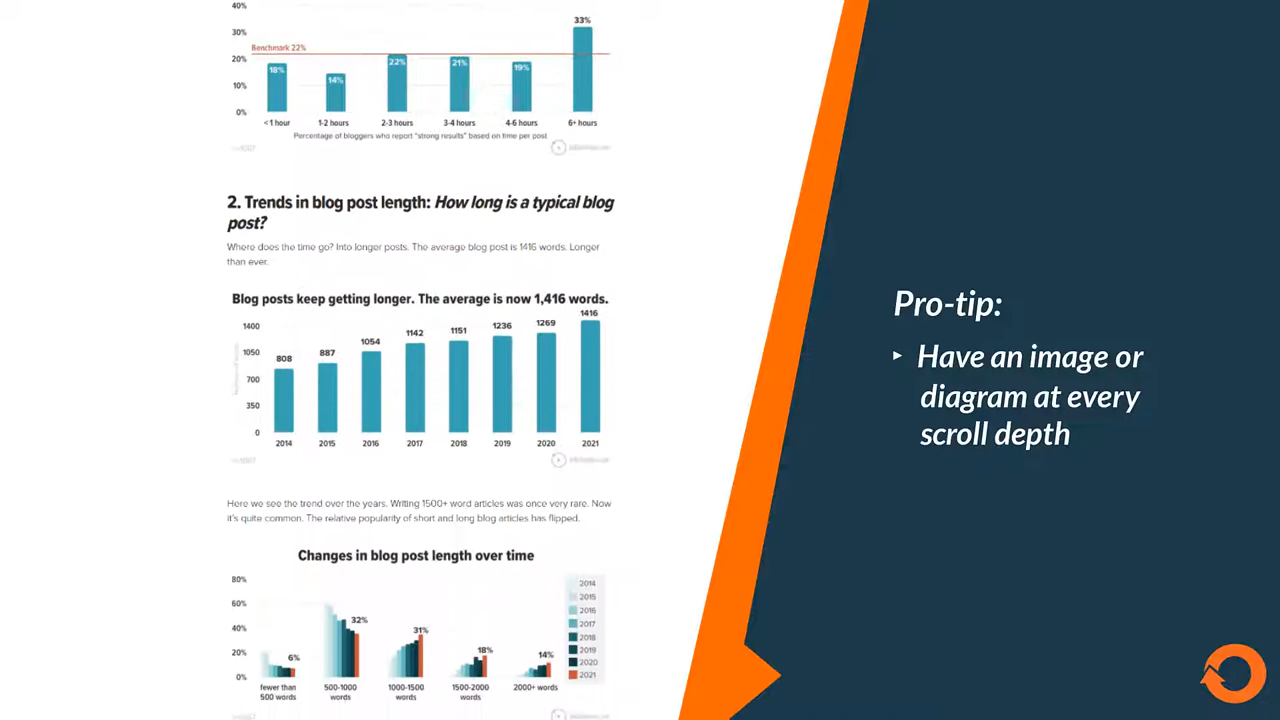 40%
33%
30%
Benchmark 22%
20%
18%
14%
22%
21%
19%
10%
0%
< 1 hour
1-2 hours
2-3 hours
3-4 hours
4-6 hours
6+ hours
Percentage of bloggers who report "strong results" based on time per post
2. Trends in blog post length: How long is a typical blog
post?
Where does the time go? Into longer posts. The average blog post is 1416 words. Longer
than ever.
Blog posts keep getting longer. The average is now 1,416 words.
1400
1050
700
350
0
808
887
1054
1142
1151
1236
1269
1416
2014
2015
2016
2017
2018
2019
2020
2021
Here we see the trend over the years. Writing 1500+ word articles was once very rare. Now
it's quite common. The relative popularity of short and long blog articles has flipped.
Changes in blog post length over time
80%
60%
40%
20%
0%
6%
32%
31%
18%
14%
fewer than
500 words
500-1000
words
1000-1500
words
1500-2000
words
2000+ words
2014
2015
2016
2017
2018
2019
2020
2021
Pro-tip:
‣ Have an image or
diagram at every
scroll depth